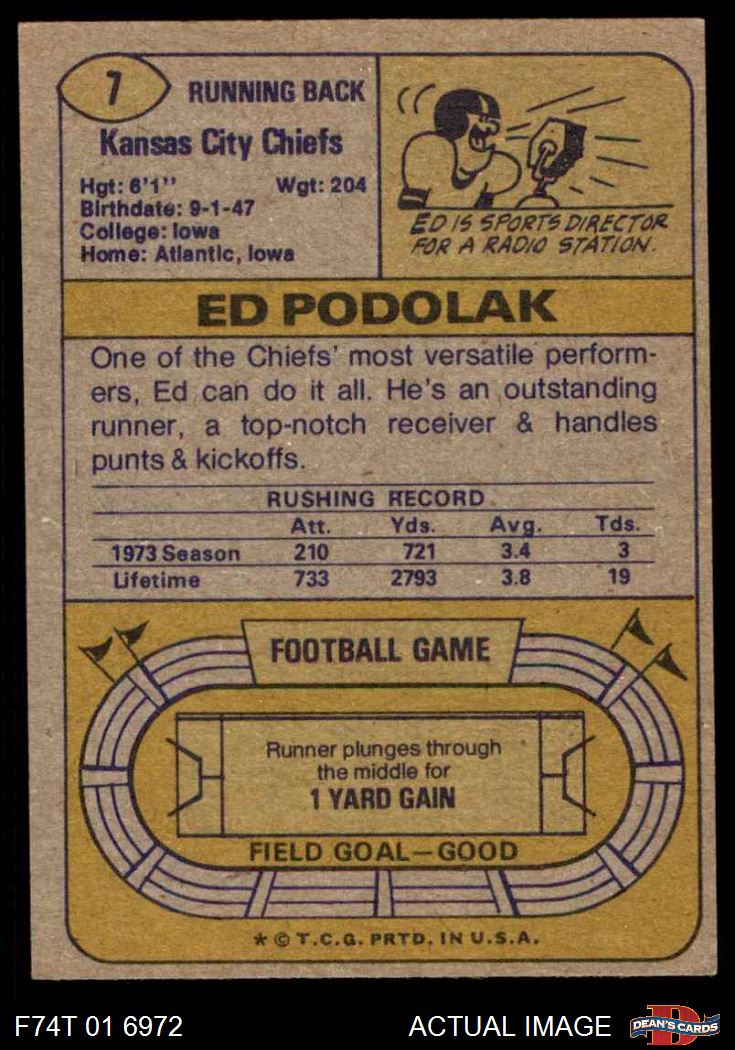 7
RUNNING BACK
Kansas City Chiefs
Hgt: 6'1" Wgt: 204
Birthdate: 9-1-47
College: Iowa
Home: Atlantic, Iowa
ED IS SPORTS DIRECTOR
FOR A RADIO STATION.
ED PODOLAK
One of the Chiefs' most versatile perform-
ers, Ed can do it all. He's an outstanding
runner, a top-notch receiver & handles
punts & kickoffs.
RUSHING RECORD
Att. Yds. Avg. Tds.
1973 Season 210 721 3.4 3
Lifetime 733 2793 3.8 19
FOOTBALL GAME
Runner plunges through
the middle for
1 YARD GAIN
FIELD GOAL—GOOD
* © T.C.G. PRTD. IN U.S.A.
F74T 01 6972 ACTUAL IMAGE
DEAN'S CARDS